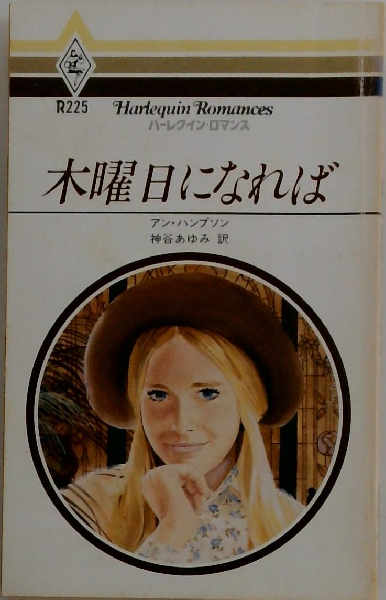 R225
Harlequin Romances
ハーレクイン・ロマンス
木曜日になれば
アン・ハンプソン
神谷あゆみ 訳